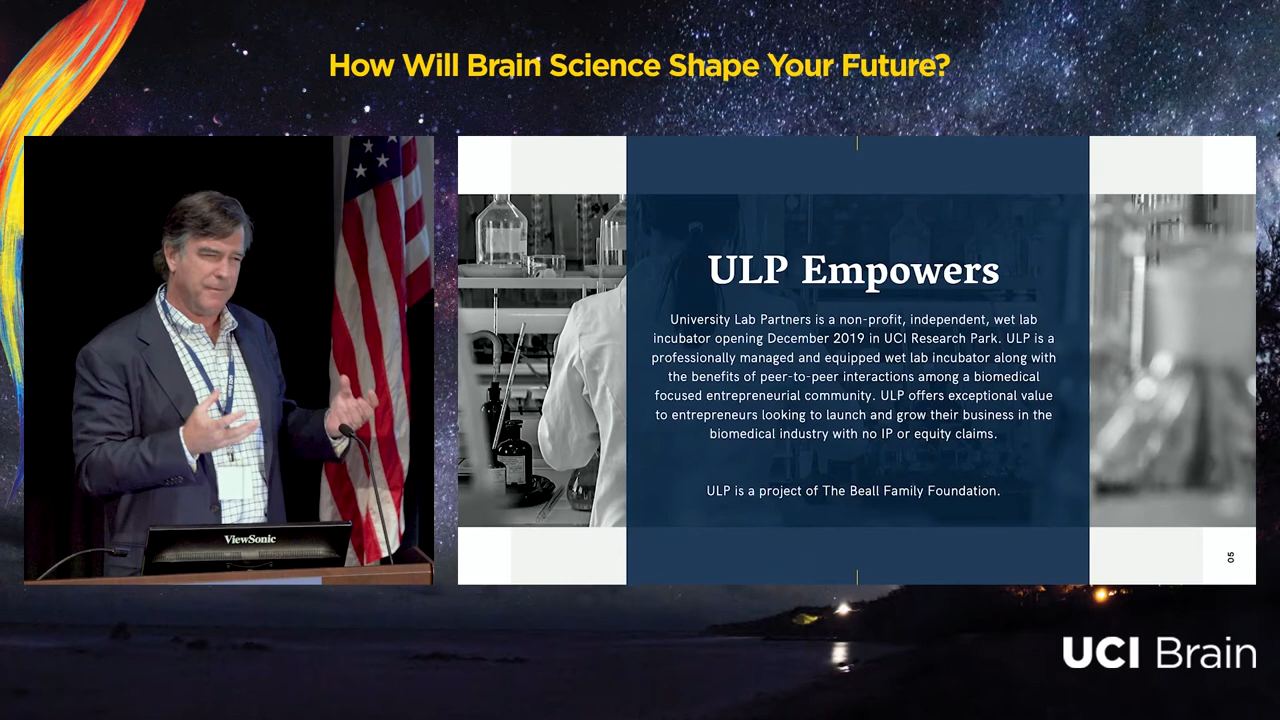 How Will Brain Science Shape Your Future?
ULP Empowers
University Lab Partners is a non-profit, independent, wet lab
incubator opening December 2019 in UCI Research Park. ULP is a
professionally managed and equipped wet lab incubator along with
the benefits of peer-to-peer interactions among a biomedical
focused entrepreneurial community. ULP offers exceptional value
to entrepreneurs looking to launch and grow their business in the
biomedical industry with no IP or equity claims.
ULP is a project of The Beall Family Foundation.
05
ViewSonic
UCI Brain